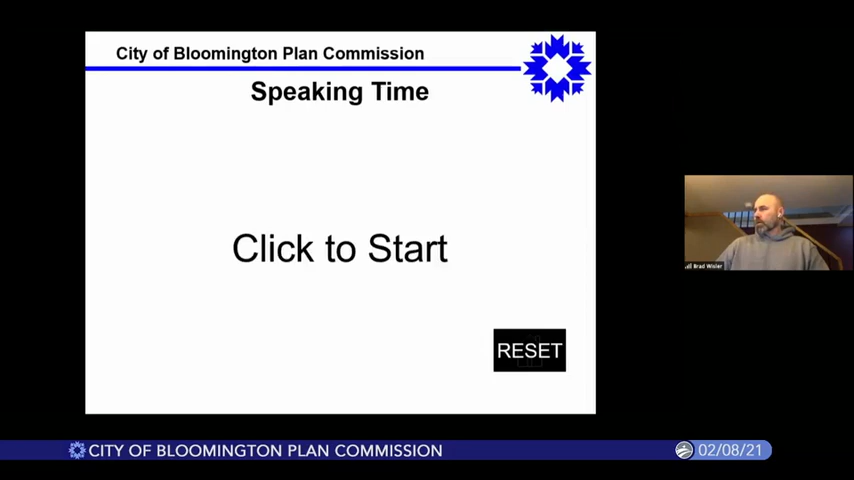 City of Bloomington Plan Commission
Speaking Time
Click to Start
RESET
Brad Wisler
CITY OF BLOOMINGTON PLAN COMMISSION
02/08/21